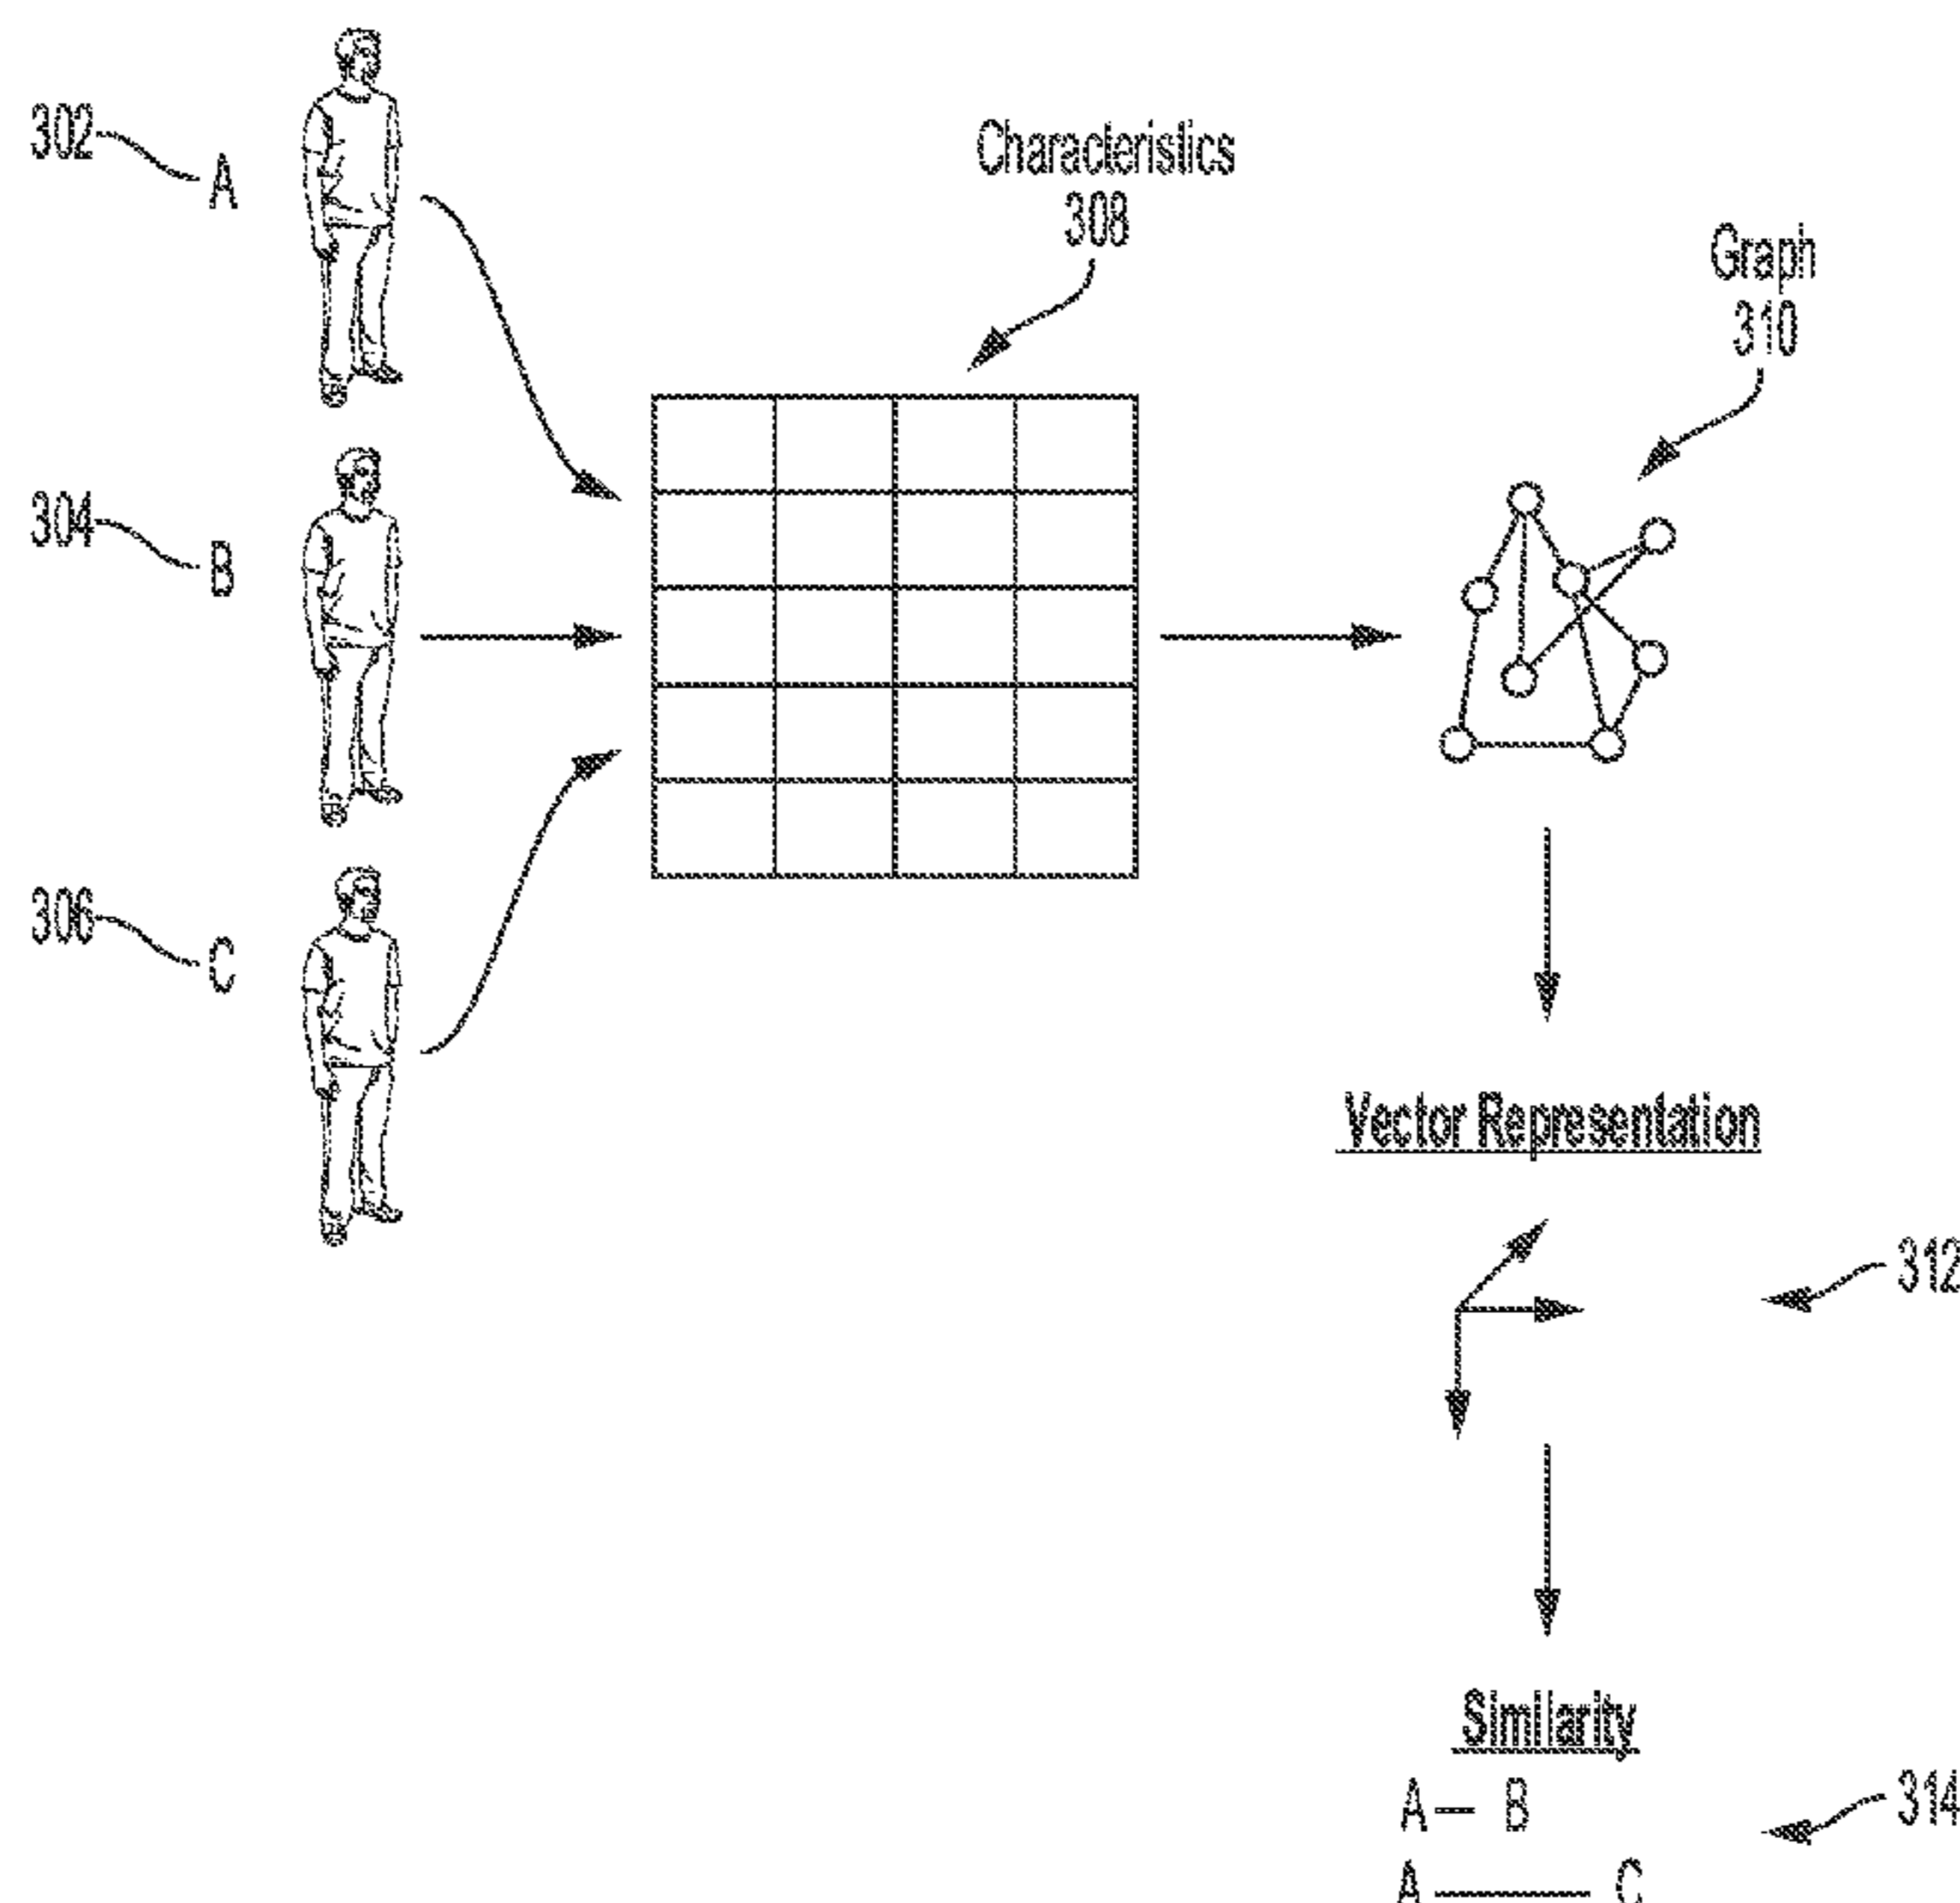 302
A
Characteristics
308
Graph
310
304
B
306
C
Vector Representation
312
Similarity
A — B
314
A —— C